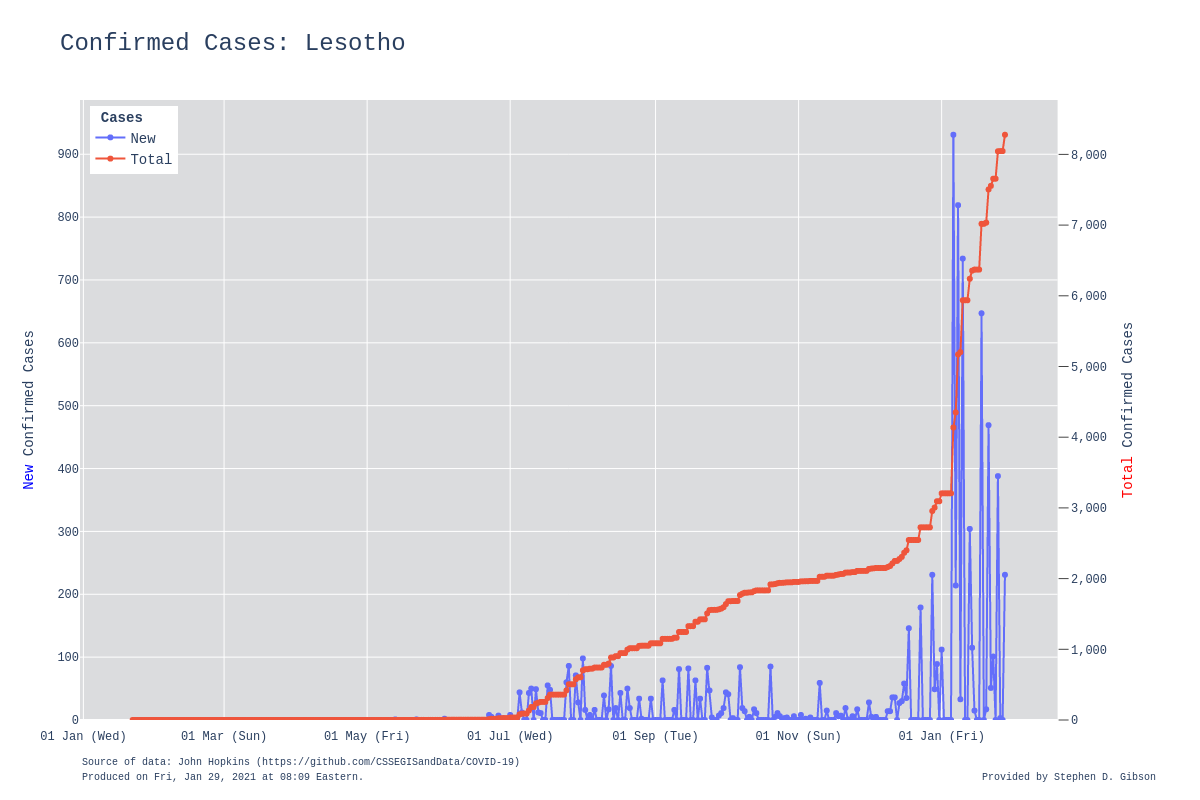 Confirmed Cases: Lesotho
Cases
New
Total
900
800
700
600
500
400
300
200
100
0
8,000
7,000
6,000
5,000
4,000
3,000
2,000
1,000
0
New Confirmed Cases
Total Confirmed Cases
01 Jan (Wed)
01 Mar (Sun)
01 May (Fri)
01 Jul (Wed)
01 Sep (Tue)
01 Nov (Sun)
01 Jan (Fri)
Source of data: John Hopkins (https://github.com/CSSEGISandData/COVID-19)
Produced on Fri, Jan 29, 2021 at 08:09 Eastern.
Provided by Stephen D. Gibson